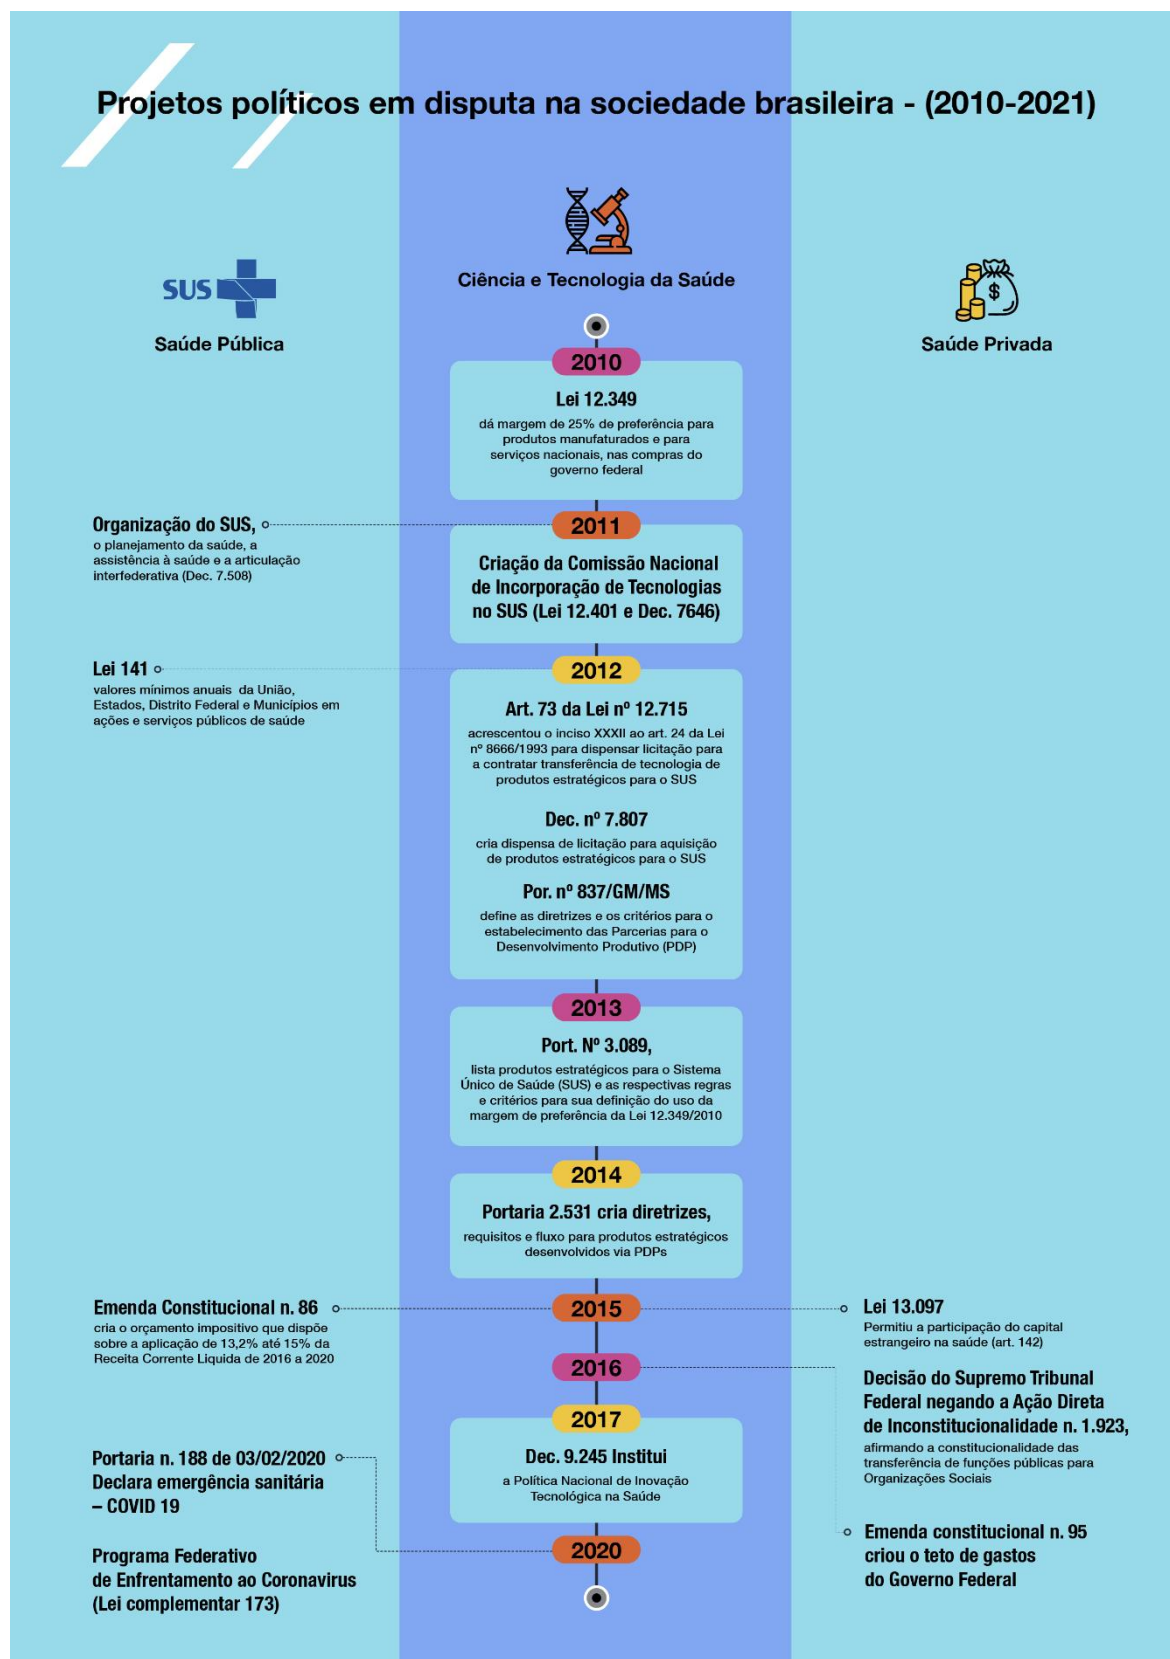 Projetos políticos em disputa na sociedade brasileira - (2010-2021)
SUS
Saúde Pública
Ciência e Tecnologia da Saúde
$
Saúde Privada
2010
Lei 12.349
dá margem de 25% de preferência para
produtos manufaturados e para
serviços nacionais, nas compras do
governo federal
Organização do SUS,
o planejamento da saúde, a
assistência à saúde e a articulação
interfederativa (Dec. 7.508)
2011
Criação da Comissão Nacional
de Incorporação de Tecnologias
no SUS (Lei 12.401 e Dec. 7646)
Lei 141
valores mínimos anuais da União,
Estados, Distrito Federal e Municípios em
ações e serviços públicos de saúde
2012
Art. 73 da Lei nº 12.715
acrescentou o inciso XXXII ao art. 24 da Lei
nº 8666/1993 para dispensar licitação para
a contratar transferência de tecnologia de
produtos estratégicos para o SUS
Dec. nº 7.807
cria dispensa de licitação para aquisição
de produtos estratégicos para o SUS
Por. nº 837/GM/MS
define as diretrizes e os critérios para o
estabelecimento das Parcerias para o
Desenvolvimento Produtivo (PDP)
2013
Port. Nº 3.089,
lista produtos estratégicos para o Sistema
Único de Saúde (SUS) e as respectivas regras
e critérios para sua definição do uso da
margem de preferência da Lei 12.349/2010
2014
Portaria 2.531 cria diretrizes,
requisitos e fluxo para produtos estratégicos
desenvolvidos via PDPs
Emenda Constitucional n. 86
cria o orçamento impositivo que dispõe
sobre a aplicação de 13,2% até 15% da
Receita Corrente Liquida de 2016 a 2020
2015
Lei 13.097
Permitiu a participação do capital
estrangeiro na saúde (art. 142)
2016
Decisão do Supremo Tribunal
Federal negando a Ação Direta
de Inconstitucionalidade n. 1.923,
afirmando a constitucionalidade das
transferência de funções públicas para
Organizações Sociais
2017
Dec. 9.245 Institui
a Política Nacional de Inovação
Tecnológica na Saúde
Portaria n. 188 de 03/02/2020
Declara emergência sanitária
– COVID 19
2020
Programa Federativo
de Enfrentamento ao Coronavirus
(Lei complementar 173)
Emenda constitucional n. 95
criou o teto de gastos
do Governo Federal